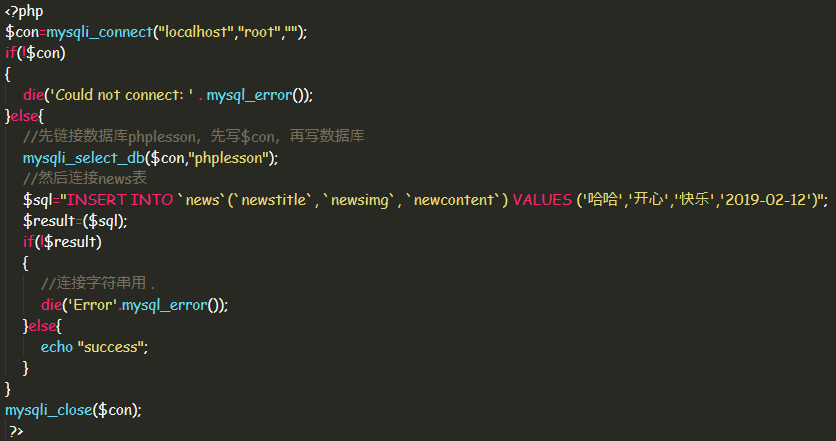 <?php
$con=mysqli_connect("localhost","root","");
if(!$con)
{
    die('Could not connect: ' . mysql_error());
}else{
    //先链接数据库phplesson，先写$con，再写数据库
    mysqli_select_db($con,"phplesson");
    //然后连接news表
    $sql="INSERT INTO `news`(`newstitle`, `newsimg`, `newcontent`) VALUES ('哈哈','开心','快乐','2019-02-12')";
    $result=($sql);
    if(!$result)
    {
        //连接字符串用 .
        die('Error'.mysql_error());
    }else{
        echo "success";
    }
}
mysqli_close($con);
 ?>